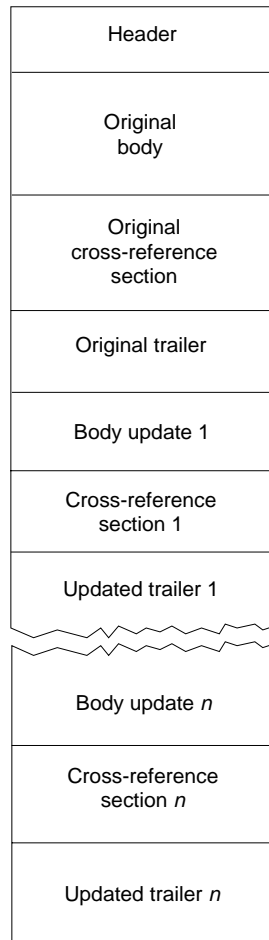 Header
Original
body
Original
cross-reference
section
Original trailer
Body update 1
Cross-reference
section 1
Updated trailer 1
Body update n
Cross-reference
section n
Updated trailer n